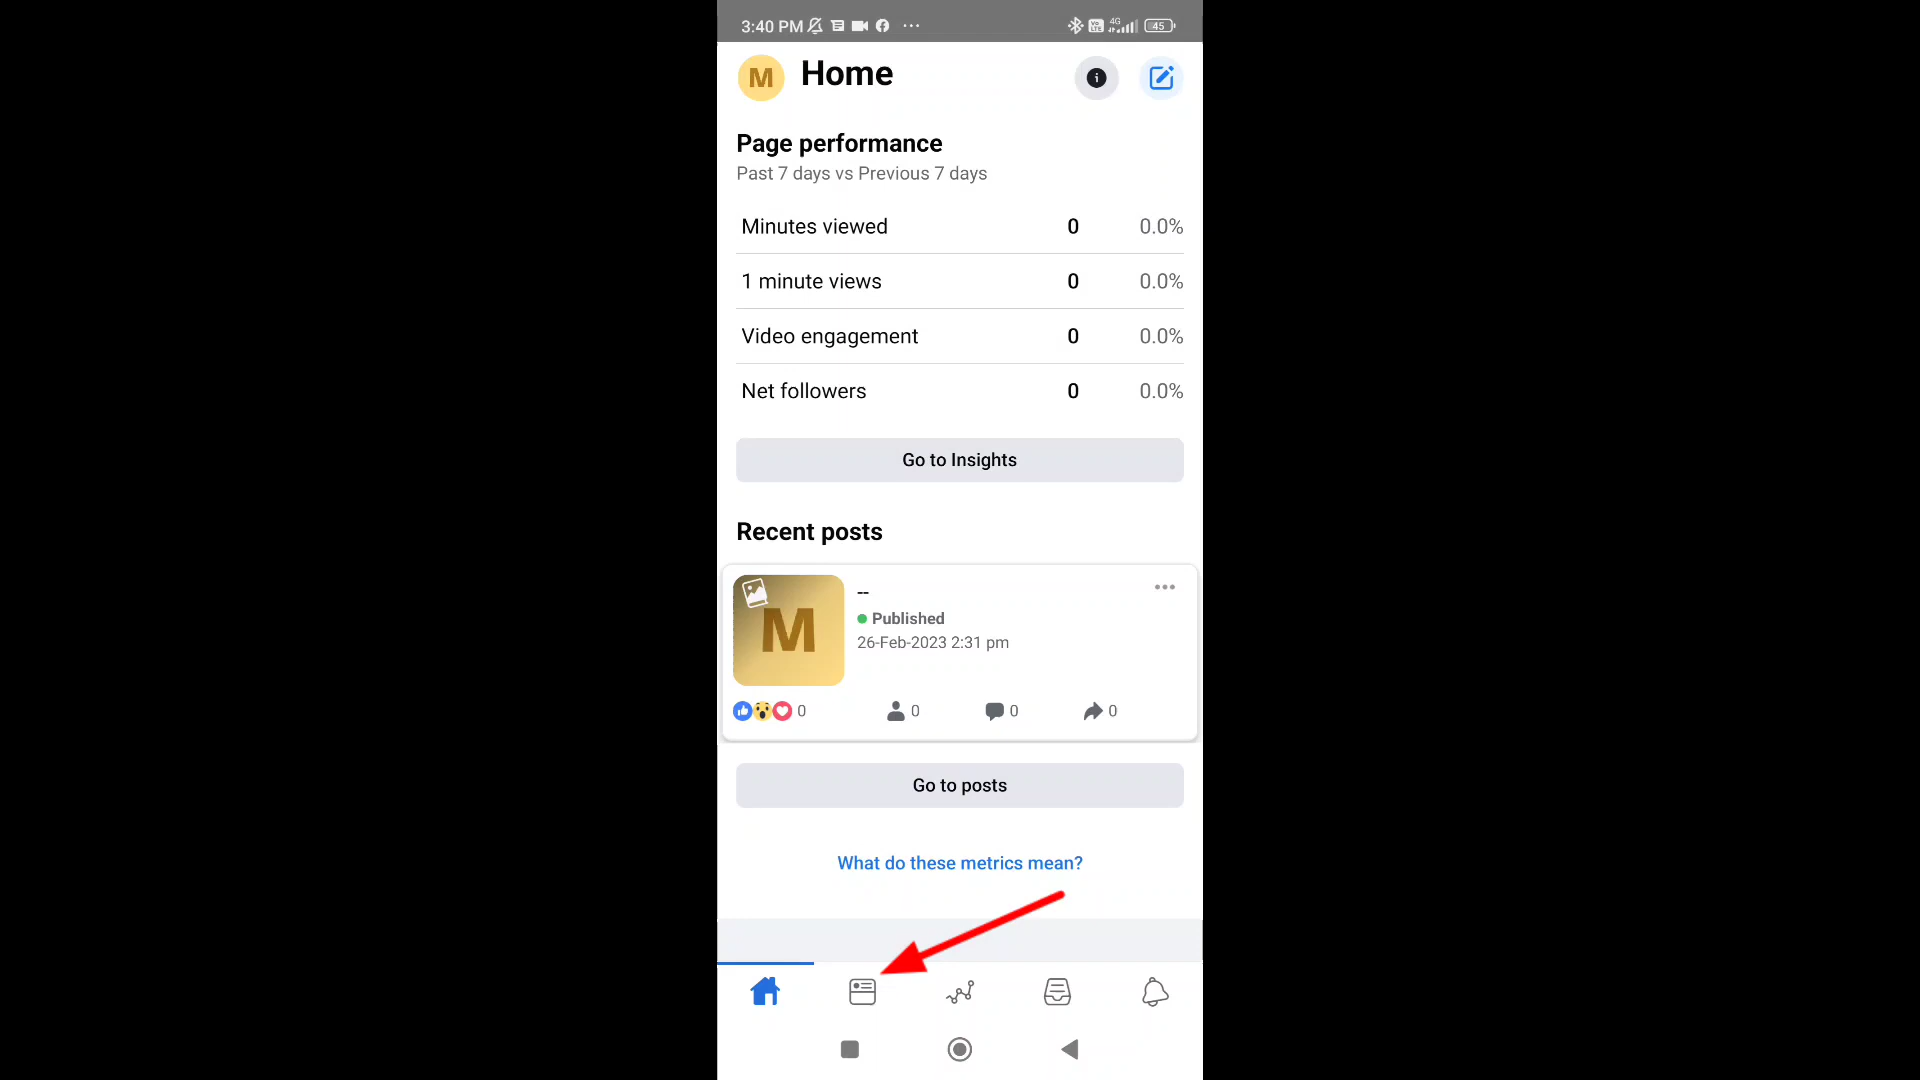 3:40 PM 4G 45
M Home
Page performance
Past 7 days vs Previous 7 days
Minutes viewed 0 0.0%
1 minute views 0 0.0%
Video engagement 0 0.0%
Net followers 0 0.0%
Go to Insights
Recent posts
M
--
Published
26-Feb-2023 2:31 pm
0 0 0 0
Go to posts
What do these metrics mean?